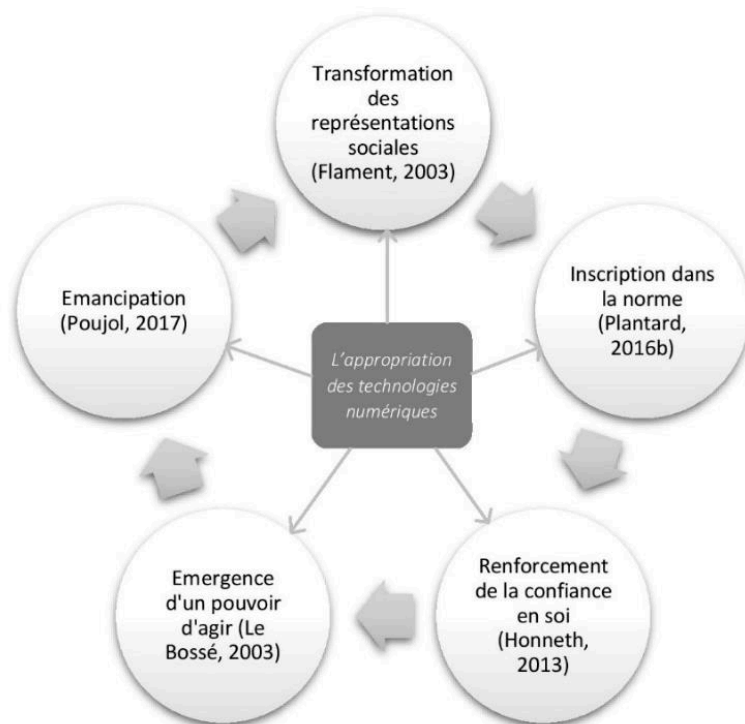 Transformation
des
représentations
sociales
(Flament, 2003)
Inscription dans
la norme
(Plantard,
2016b)
Renforcement
de la confiance
en soi
(Honneth,
2013)
Emergence
d'un pouvoir
d'agir (Le
Bossé, 2003)
Emancipation
(Poujol, 2017)
L'appropriation
des technologies
numériques